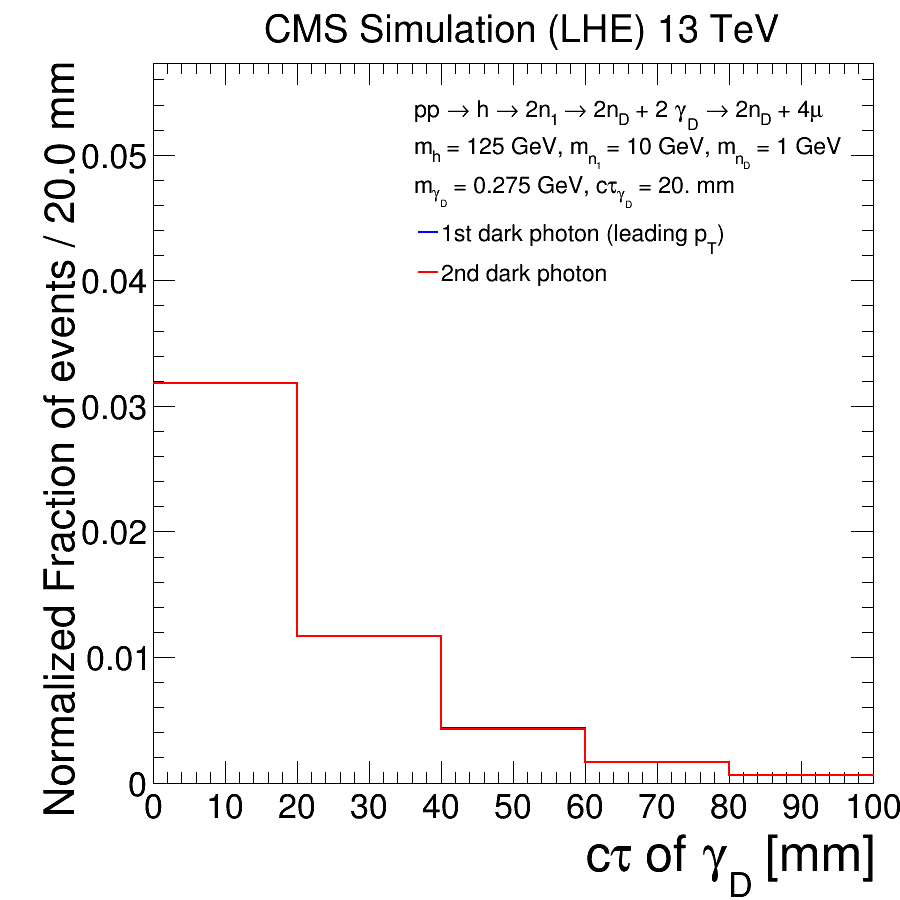 CMS Simulation (LHE) 13 TeV
Normalized Fraction of events / 20.0 mm
pp → h → 2n₁ → 2n_D + 2 γ_D → 2n_D + 4μ
m_h = 125 GeV, m_n₁ = 10 GeV, m_n_D = 1 GeV
m_γ_D = 0.275 GeV, cτ_γ_D = 20. mm
1st dark photon (leading p_T)
2nd dark photon
0.05
0.04
0.03
0.02
0.01
0
0 10 20 30 40 50 60 70 80 90 100
cτ of γ_D [mm]